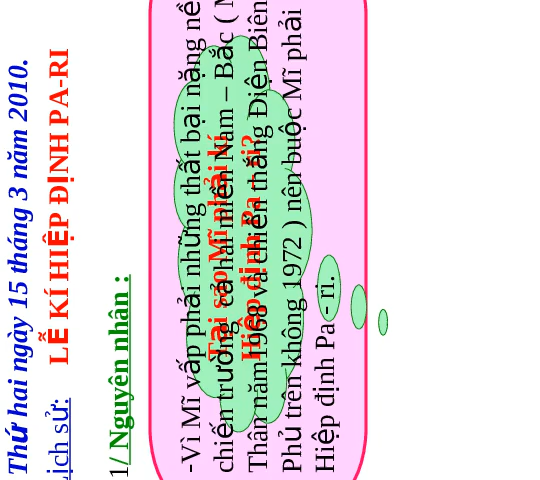 Thứ hai ngày 15 tháng 3 năm 2010.
Lịch sử: LỄ KÍ HIỆP ĐỊNH PA-RI
1/ Nguyên nhân :
Tại sao Mĩ phải kí
Hiệp định Pa - ri?
-Vì Mĩ vấp phải những thất bại nặng nề
chiến trường cả hai miền Nam – Bắc ( M
Thân năm 1968 và chiến thắng Điện Biên
Phủ trên không 1972 ) nên buộc Mĩ phải
Hiệp định Pa - ri.